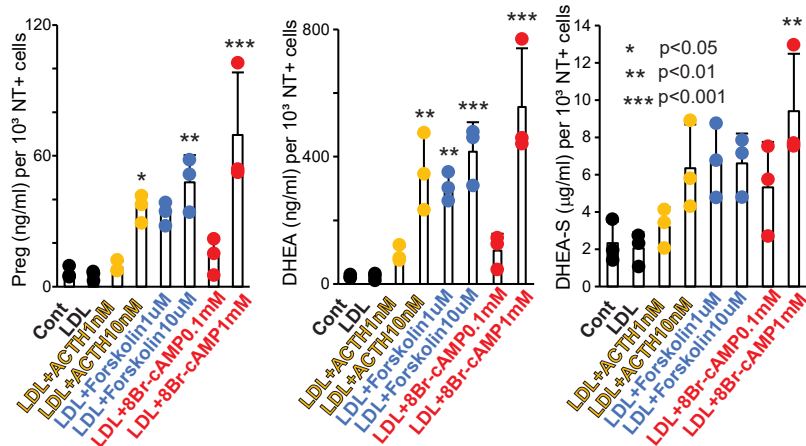 Preg (ng/ml) per 10³ NT+ cells
120
60
0
*
**
***
Cont
LDL
LDL+ACTH1nM
LDL+ACTH10nM
LDL+Forskolin1uM
LDL+Forskolin10uM
LDL+8Br-cAMP0.1mM
LDL+8Br-cAMP1mM
DHEA (ng/ml) per 10³ NT+ cells
800
400
0
**
**
***
***
Cont
LDL
LDL+ACTH1nM
LDL+ACTH10nM
LDL+Forskolin1uM
LDL+Forskolin10uM
LDL+8Br-cAMP0.1mM
LDL+8Br-cAMP1mM
DHEA-S (µg/ml) per 10³ NT+ cells
14
12
10
8
6
4
2
0
* p<0.05
** p<0.01
*** p<0.001
**
Cont
LDL
LDL+ACTH1nM
LDL+ACTH10nM
LDL+Forskolin1uM
LDL+Forskolin10uM
LDL+8Br-cAMP0.1mM
LDL+8Br-cAMP1mM